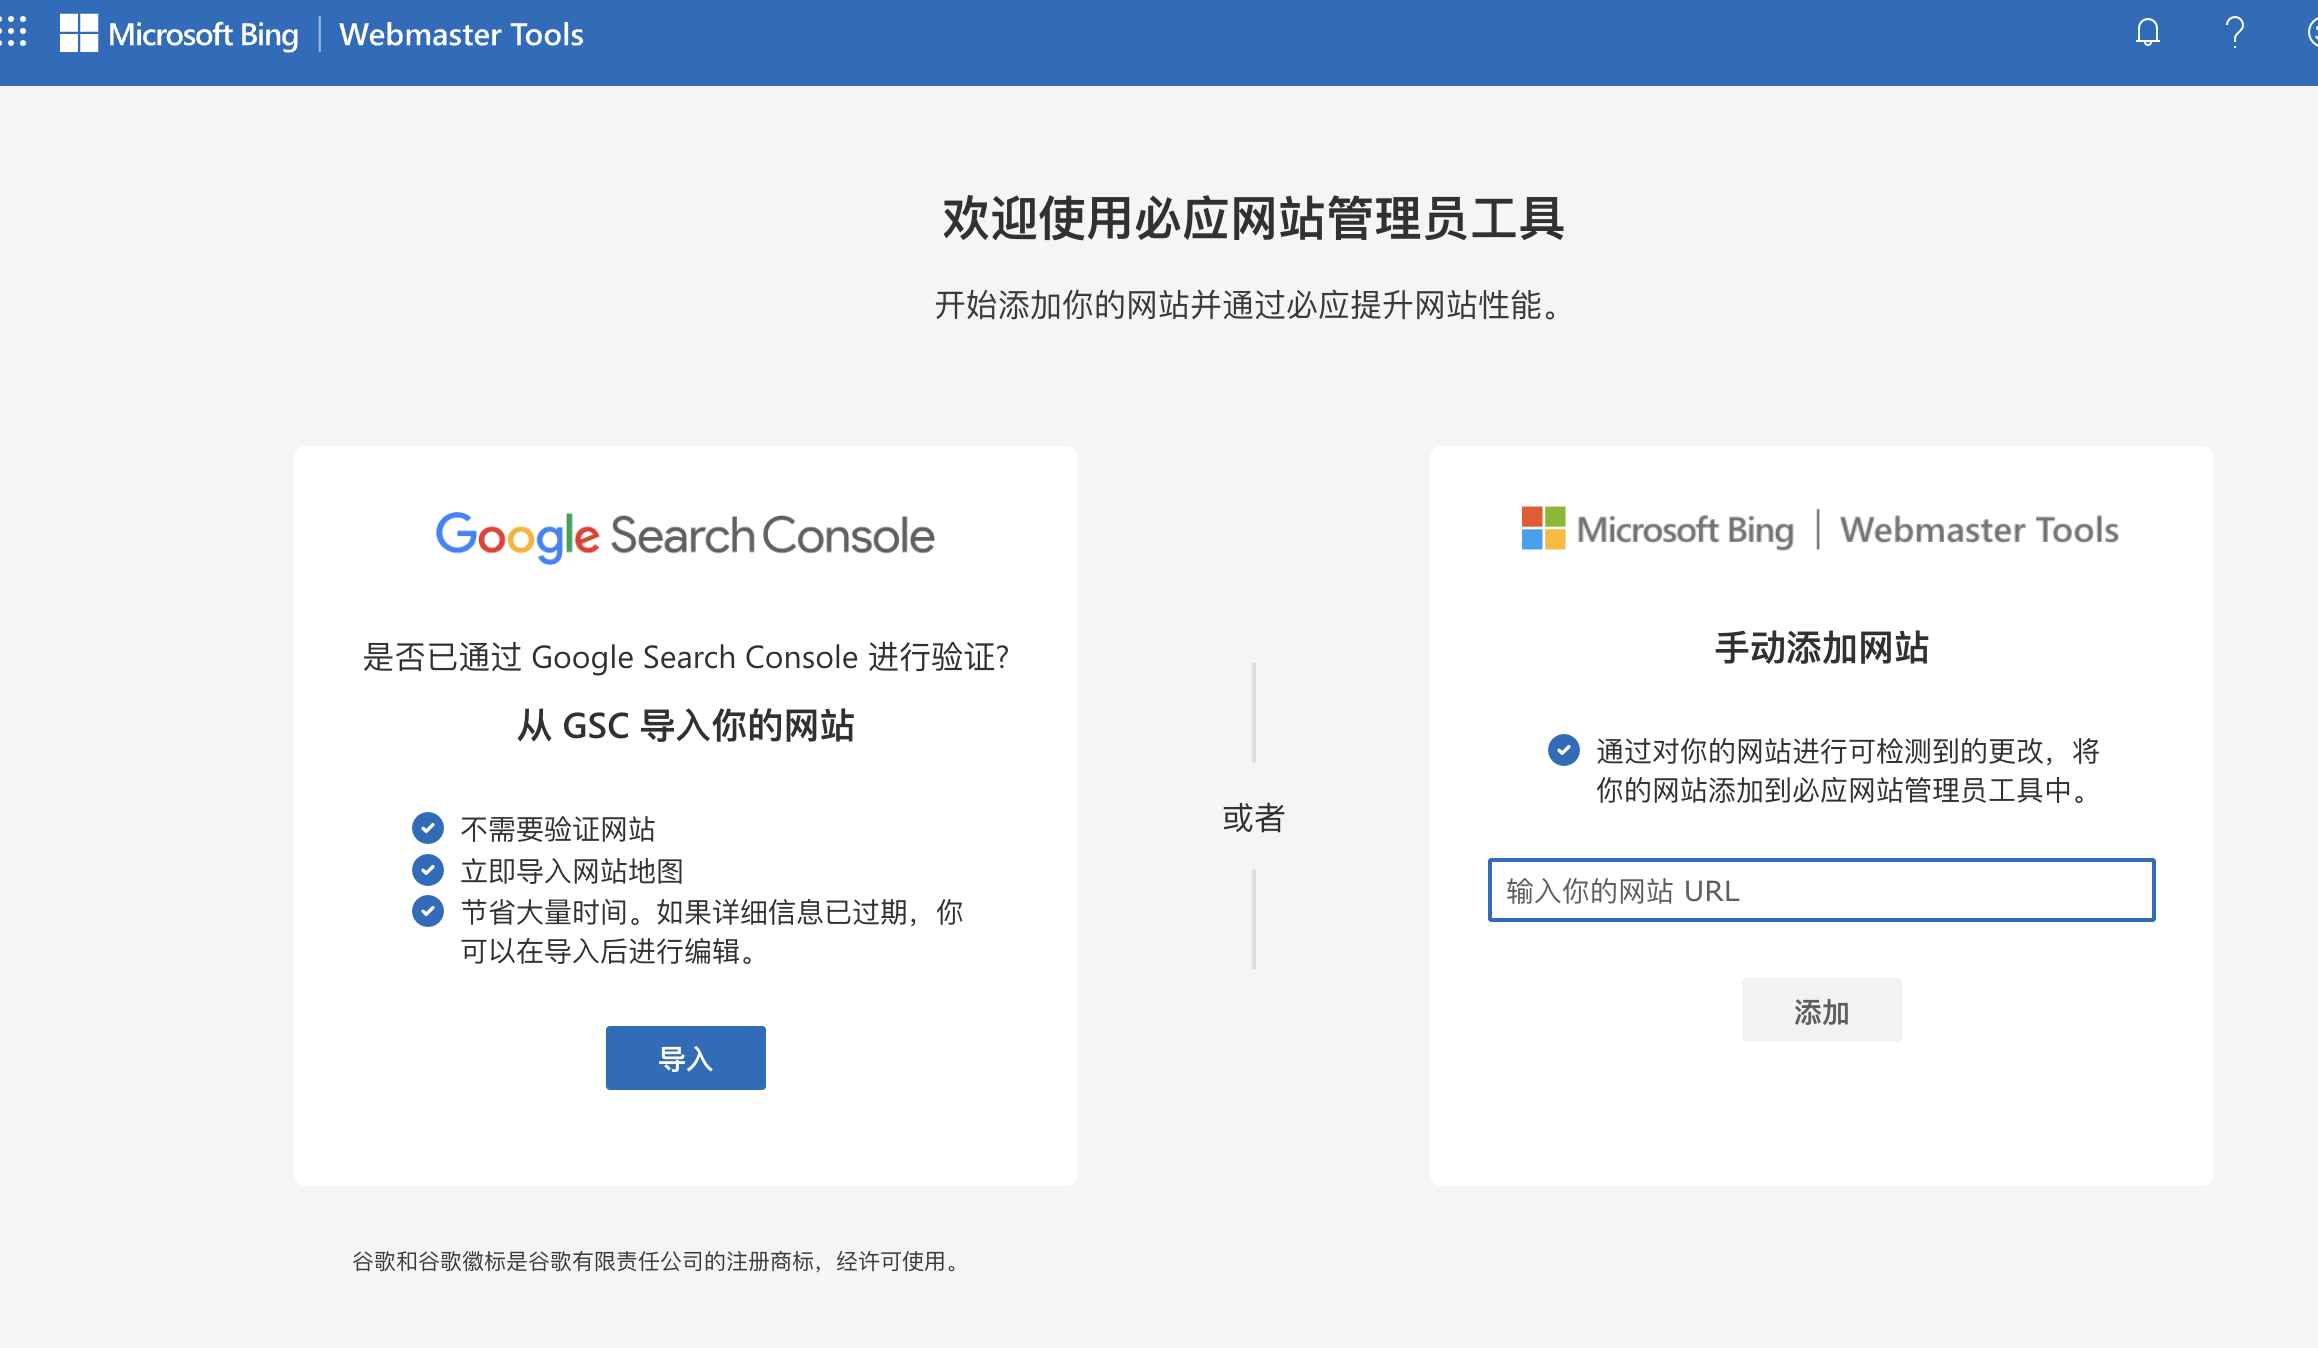 Microsoft Bing | Webmaster Tools
欢迎使用必应网站管理员工具
开始添加你的网站并通过必应提升网站性能。
Google Search Console
是否已通过 Google Search Console 进行验证?
从 GSC 导入你的网站
不需要验证网站
立即导入网站地图
节省大量时间。如果详细信息已过期，你
可以在导入后进行编辑。
导入
或者
Microsoft Bing | Webmaster Tools
手动添加网站
通过对你的网站进行可检测到的更改，将
你的网站添加到必应网站管理员工具中。
输入你的网站 URL
添加
谷歌和谷歌徽标是谷歌有限责任公司的注册商标，经许可使用。